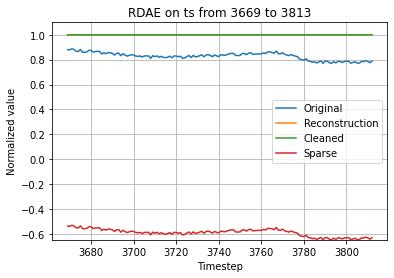 RDAE on ts from 3669 to 3813
Normalized value
1.0
0.8
0.6
0.4
0.2
0.0
−0.2
−0.4
−0.6
Original
Reconstruction
Cleaned
Sparse
3680 3700 3720 3740 3760 3780 3800
Timestep